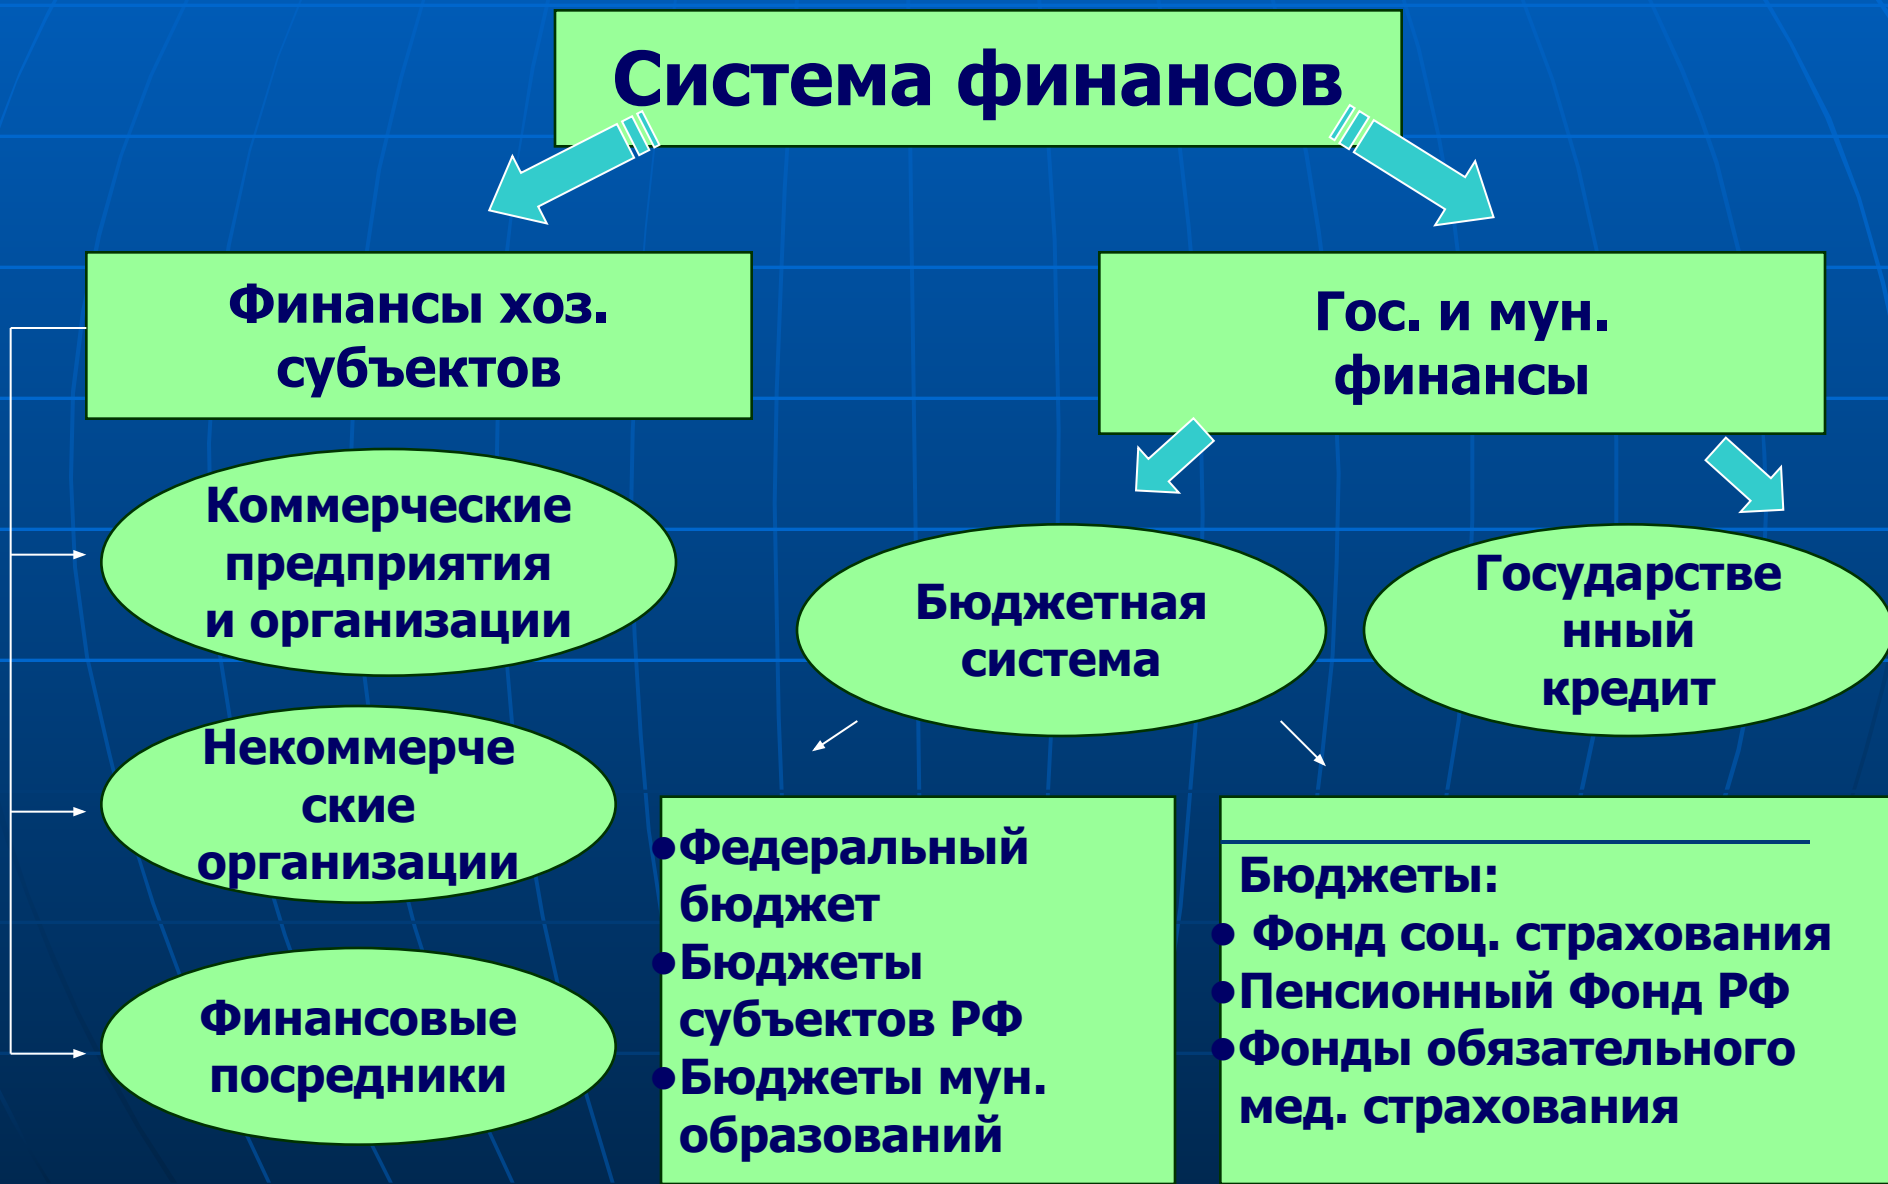 Система финансов
Финансы хоз.
субъектов
Гос. и мун.
финансы
Коммерческие
предприятия
и организации
Некоммерче
ские
организации
Финансовые
посредники
Бюджетная
система
Государстве
нный
кредит
•Федеральный
бюджет
•Бюджеты
субъектов РФ
•Бюджеты мун.
образований
Бюджеты:
• Фонд соц. страхования
•Пенсионный Фонд РФ
•Фонды обязательного
мед. страхования